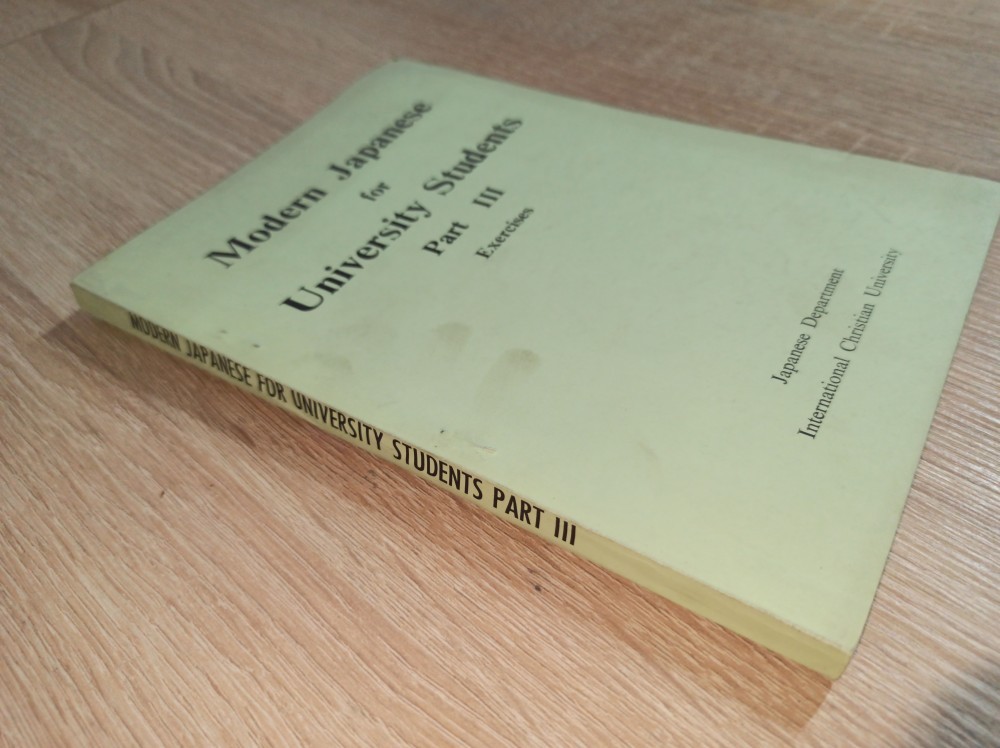 Modern Japanese
for
University Students
Part III
Exercises
Japanese Department
International Christian University
MODERN JAPANESE FOR UNIVERSITY STUDENTS PART III